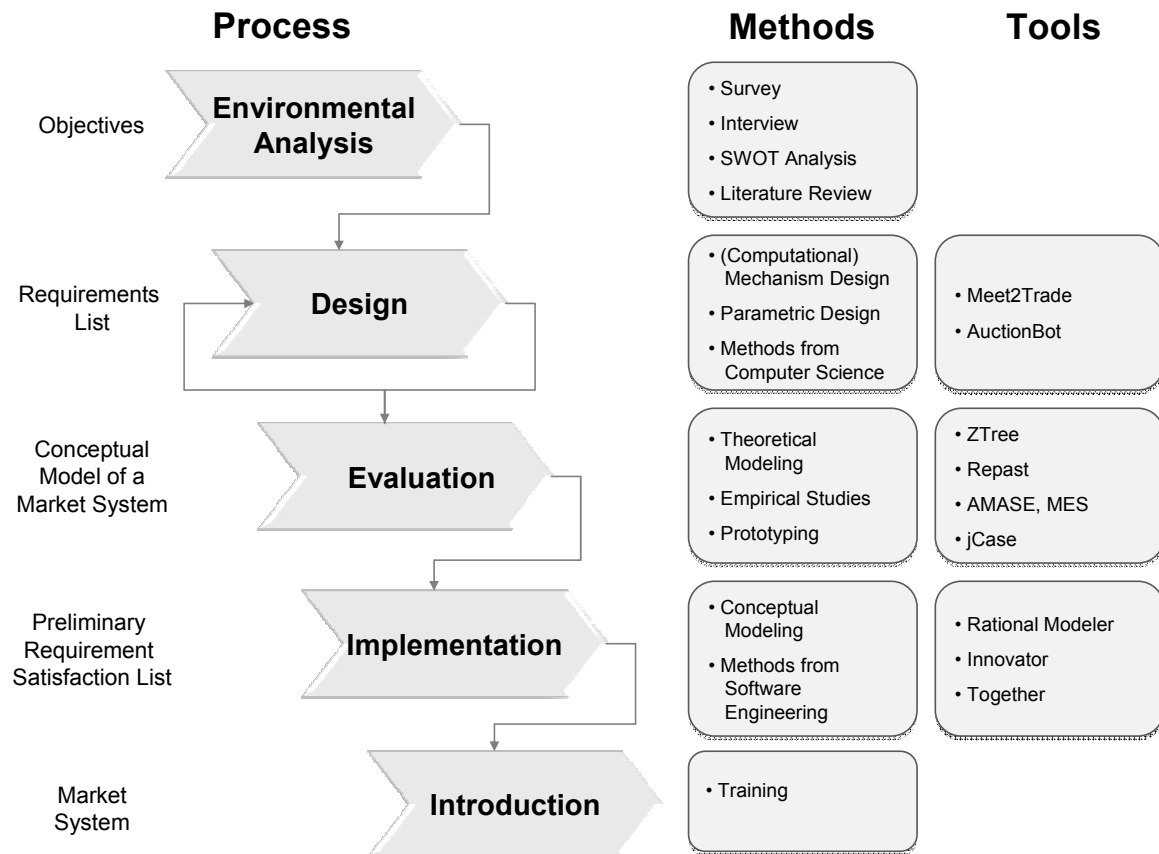 Process
Methods
Tools
Objectives
Environmental
Analysis
• Survey
• Interview
• SWOT Analysis
• Literature Review
Requirements
List
Design
• (Computational)
Mechanism Design
• Parametric Design
• Methods from
Computer Science
• Meet2Trade
• AuctionBot
Conceptual
Model of a
Market System
Evaluation
• Theoretical
Modeling
• Empirical Studies
• Prototyping
• ZTree
• Repast
• AMASE, MES
• jCase
Preliminary
Requirement
Satisfaction List
Implementation
• Conceptual
Modeling
• Methods from
Software
Engineering
• Rational Modeler
• Innovator
• Together
Market
System
Introduction
• Training